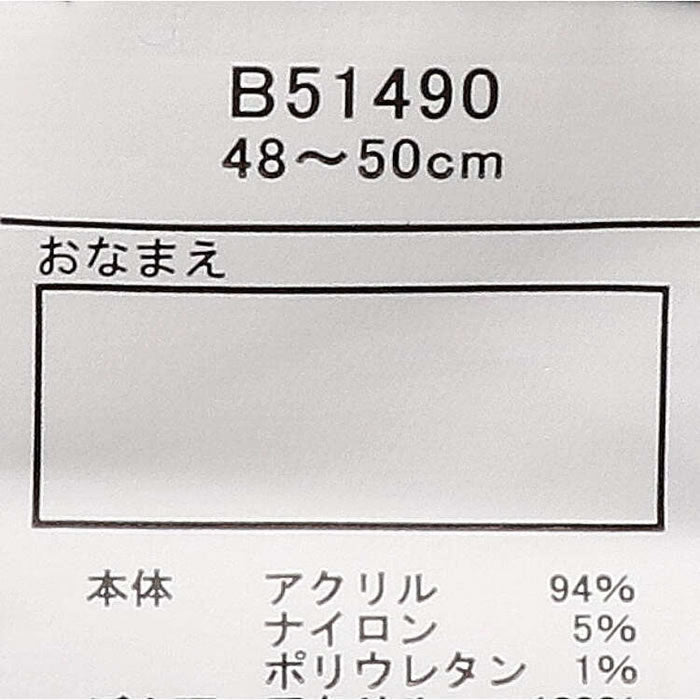 B51490
48～50cm
おなまえ
本体 アクリル 94%
ナイロン 5%
ポリウレタン 1%